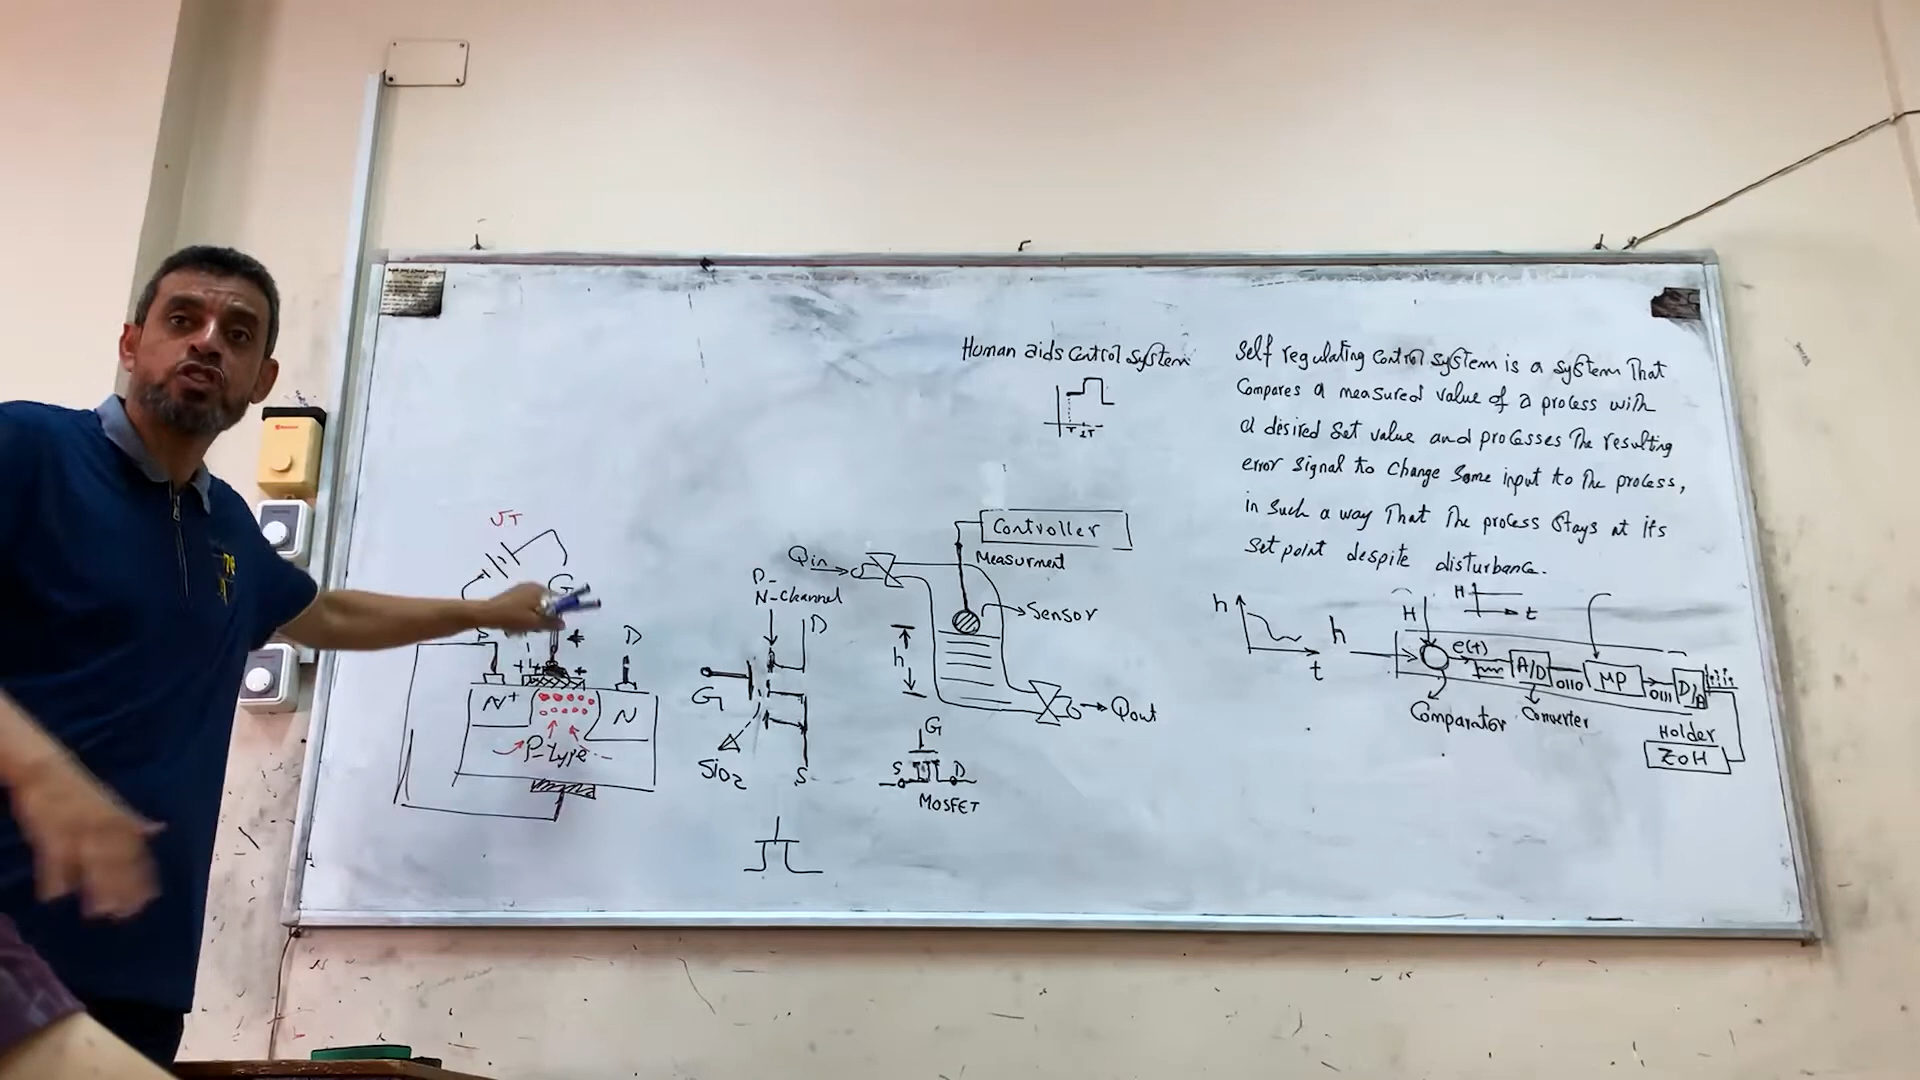 Human aids Control System
T 2T
Self regulating Control system is a system That
Compares a measured value of a process with
a desired set value and processes The resulting
error signal to change some input to The process,
in such a way That The process stays at its
set point despite disturbance.
VT
G
D
N+
N
P-type
P-
N-channel
D
G
SiO2
S
Controller
Measurment
Qin
Sensor
h
Qout
G
S
D
MOSFET
h
t
H
t
H
h
e(t)
A/D
0110
MP
0111
D/A
Comparator
Converter
Holder
ZOH